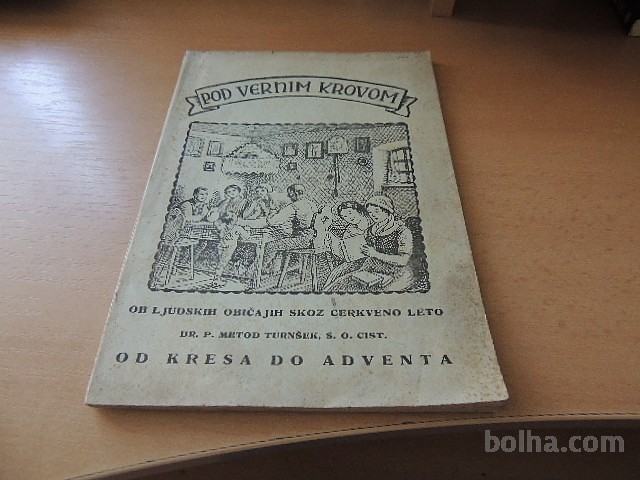 POD VERNIM KROVOM
OB LJUDSKIH OBIČAJIH SKOZ CERKVENO LETO
DR. P. METOD TURNŠEK, S. O. CIST.
OD KRESA DO ADVENTA
bolha.com